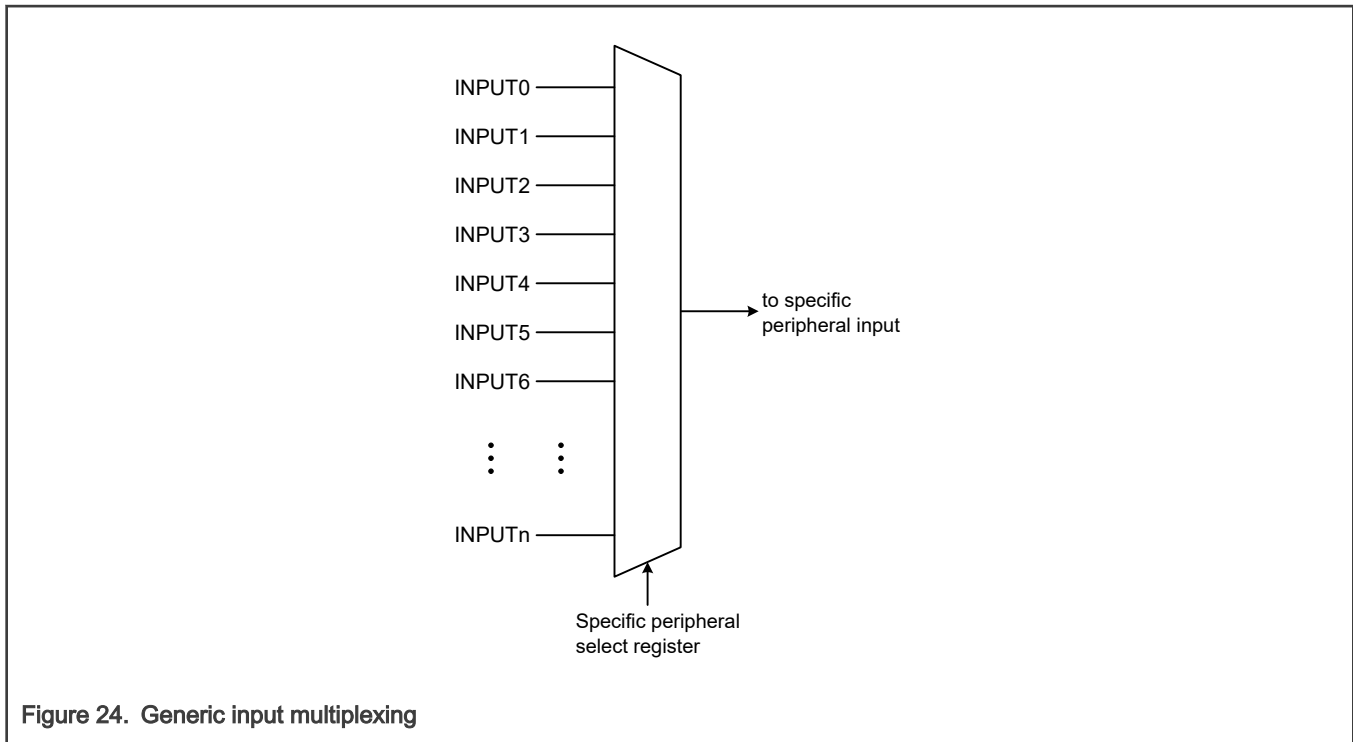 INPUT0
INPUT1
INPUT2
INPUT3
INPUT4
INPUT5
INPUT6
INPUTn
to specific
peripheral input
Specific peripheral
select register
Figure 24. Generic input multiplexing